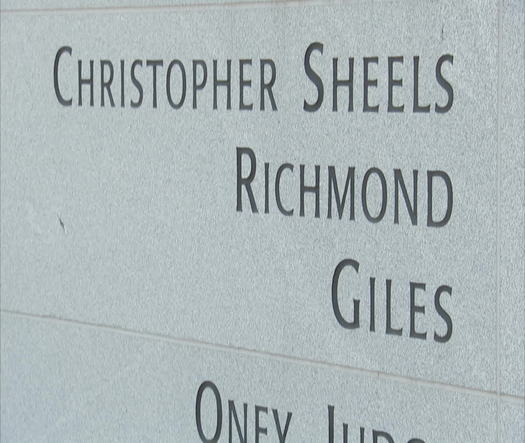 CHRISTOPHER SHEELS
RICHMOND
GILES
ONEY